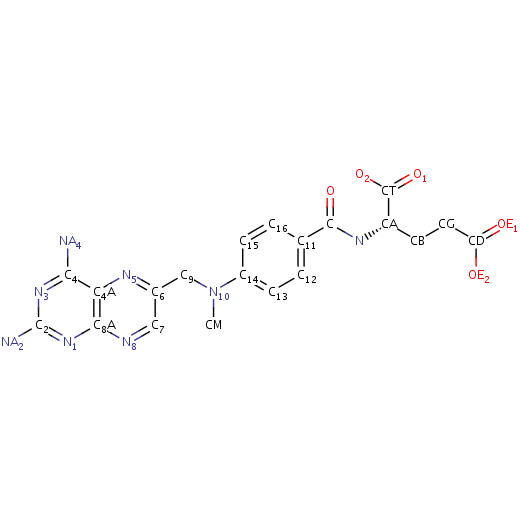 O
O2 CT O1
C16
C15 C11 N CA CG OE1
CB CD
NA4
C9 C14 C12
N5 N10 C13 OE2
C4 C6
N3 C4A
CM
C2 C8A C7
NA2 N1 N8